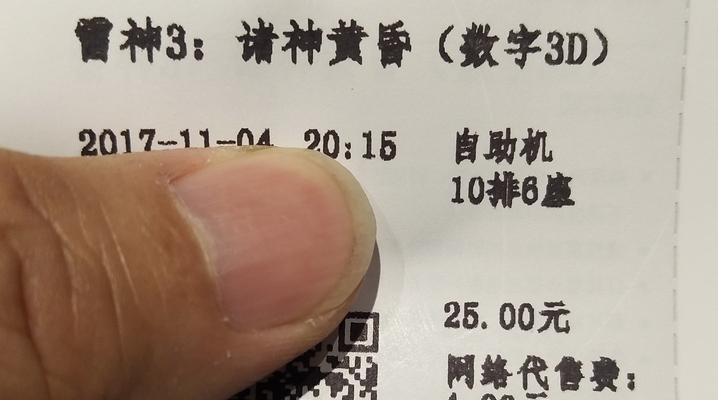 雷神3：诸神黄昏（数字3D）
2017-11-04 20:15 自助机
10排6座
25.00元
网络代售费：